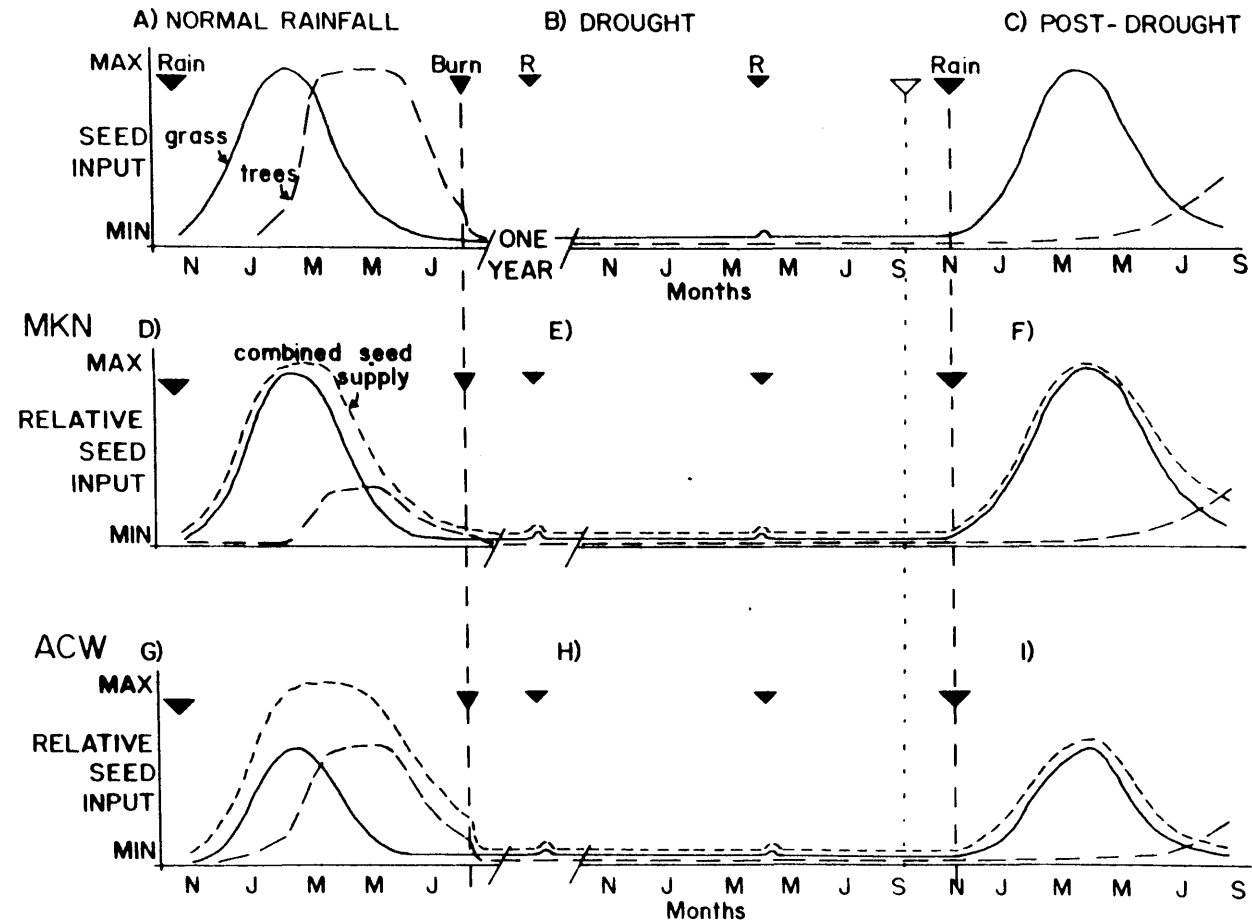 A) NORMAL RAINFALL B) DROUGHT C) POST-DROUGHT
MAX Rain Burn R R Rain
SEED
INPUT
grass
trees
MIN
ONE
YEAR
N J M M J N J M M J S N J M M J S
Months
MKN D) E) F)
MAX
combined seed
supply
RELATIVE
SEED
INPUT
MIN
ACW G) H) I)
MAX
RELATIVE
SEED
INPUT
MIN
N J M M J N J M M J S N J M M J S
Months